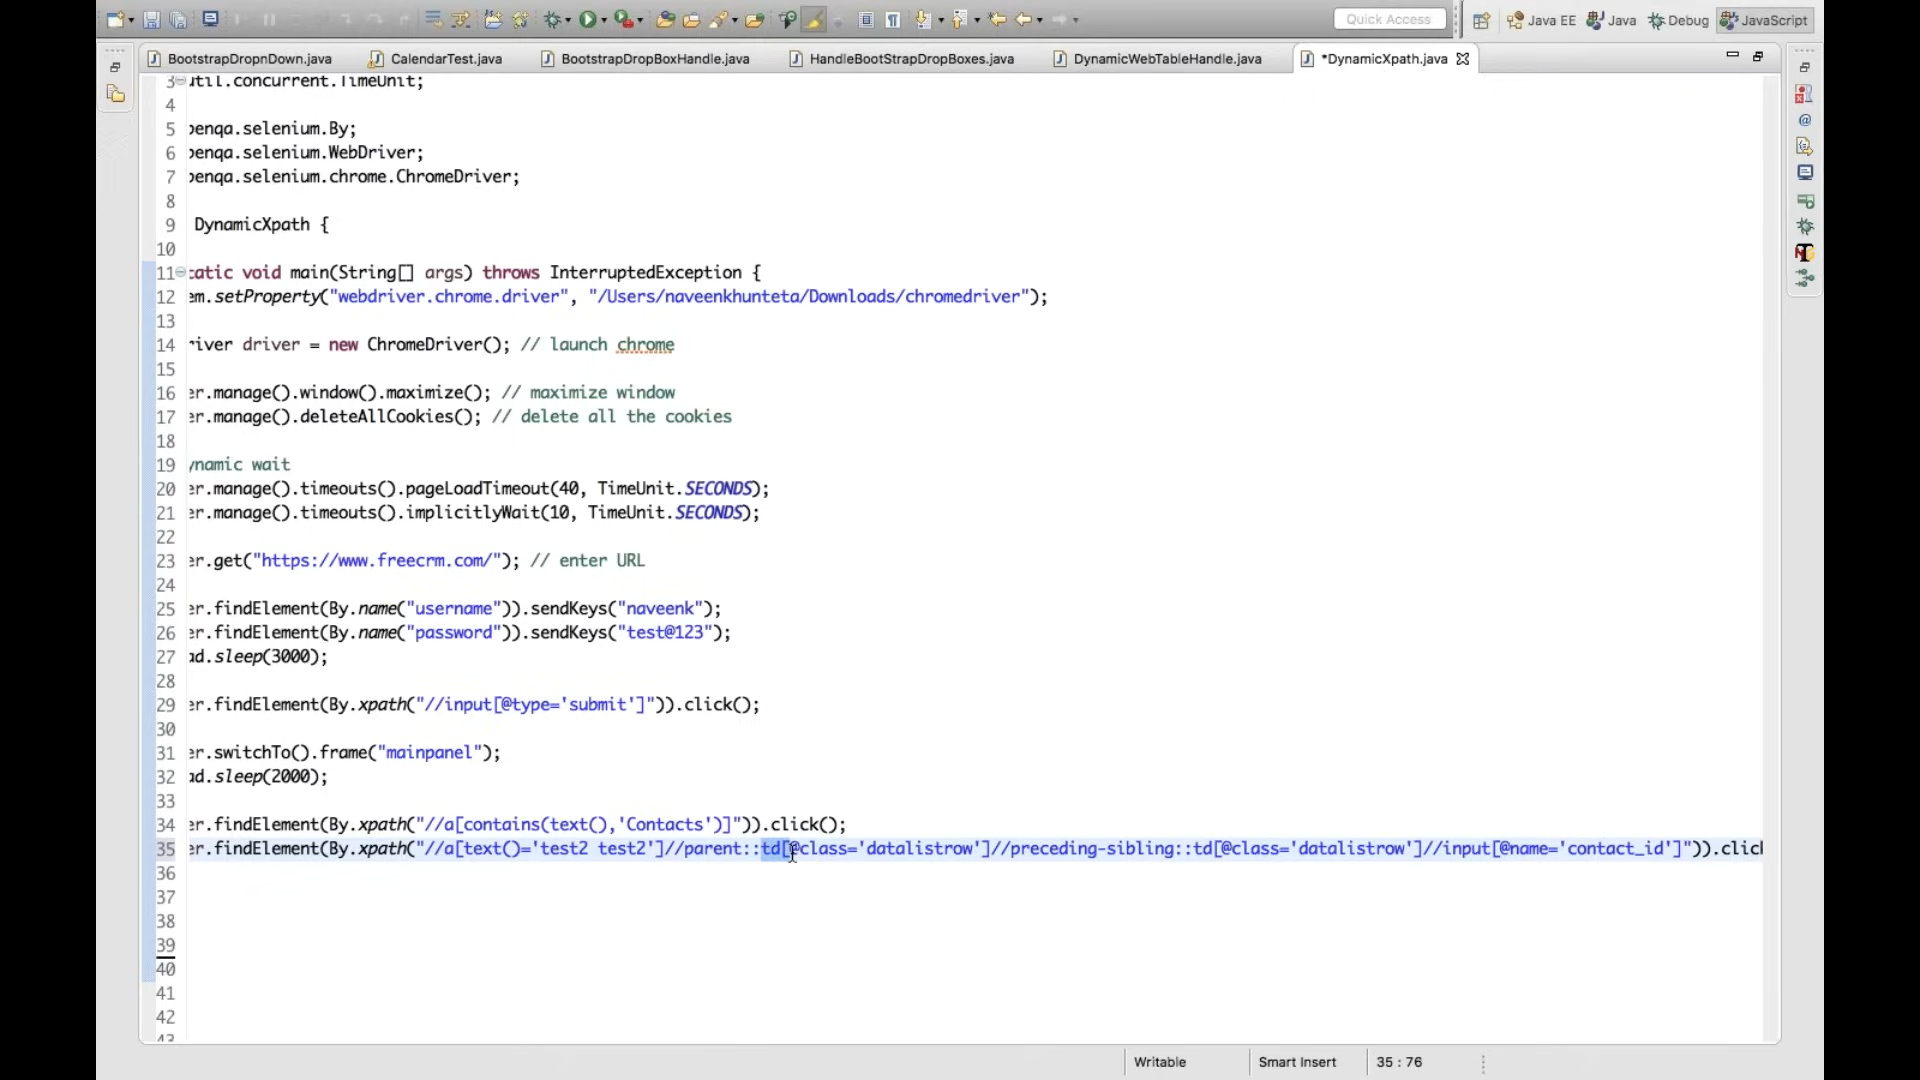 Quick Access
Java EE
Java
Debug
JavaScript
BootstrapDropnDown.java
CalendarTest.java
BootstrapDropBoxHandle.java
HandleBootStrapDropBoxes.java
DynamicWebTableHandle.java
*DynamicXpath.java
3 util.concurrent.TimeUnit;
4
5 penqa.selenium.By;
6 penqa.selenium.WebDriver;
7 penqa.selenium.chrome.ChromeDriver;
8
9 DynamicXpath {
10
11 tatic void main(String[] args) throws InterruptedException {
12 em.setProperty("webdriver.chrome.driver", "/Users/naveenkhunteta/Downloads/chromedriver");
13
14 river driver = new ChromeDriver(); // launch chrome
15
16 er.manage().window().maximize(); // maximize window
17 er.manage().deleteAllCookies(); // delete all the cookies
18
19 ynamic wait
20 er.manage().timeouts().pageLoadTimeout(40, TimeUnit.SECONDS);
21 er.manage().timeouts().implicitlyWait(10, TimeUnit.SECONDS);
22
23 er.get("https://www.freecrm.com/"); // enter URL
24
25 er.findElement(By.name("username")).sendKeys("naveenk");
26 er.findElement(By.name("password")).sendKeys("test@123");
27 ad.sleep(3000);
28
29 er.findElement(By.xpath("//input[@type='submit']")).click();
30
31 er.switchTo().frame("mainpanel");
32 ad.sleep(2000);
33
34 er.findElement(By.xpath("//a[contains(text(),'Contacts')]")).click();
35 er.findElement(By.xpath("//a[text()='test2 test2']//parent::td[@class='datalistrow']//preceding-sibling::td[@class='datalistrow']//input[@name='contact_id']")).click
36
37
38
39
40
41
42
43
Writable
Smart Insert
35 : 76